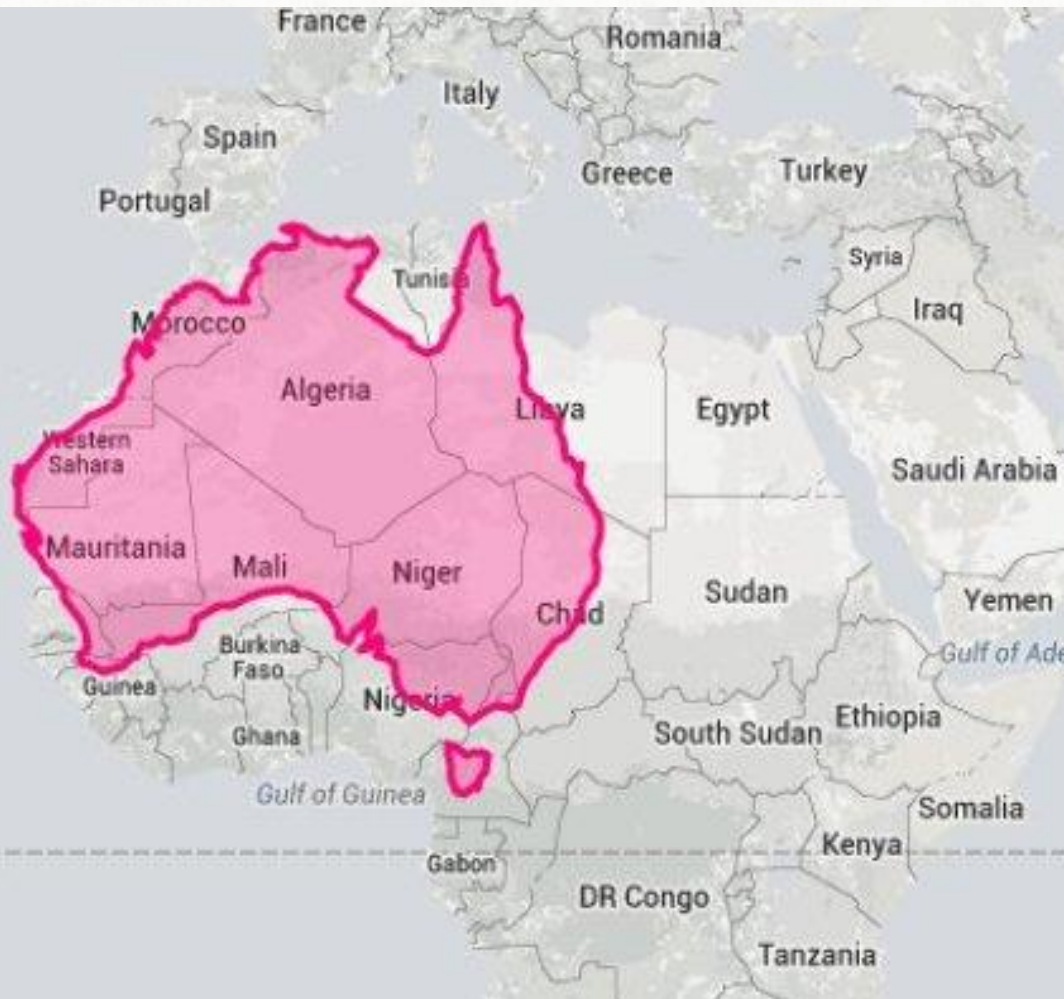 France
Romania
Italy
Spain
Greece
Turkey
Portugal
Syria
Tunisia
Iraq
Morocco
Algeria
Libya
Egypt
Western
Sahara
Saudi Arabia
Mauritania
Mali
Niger
Sudan
Yemen
Chad
Burkina
Faso
Gulf of Ade
Guinea
Nigeria
Ethiopia
South Sudan
Ghana
Gulf of Guinea
Somalia
Kenya
Gabon
DR Congo
Tanzania